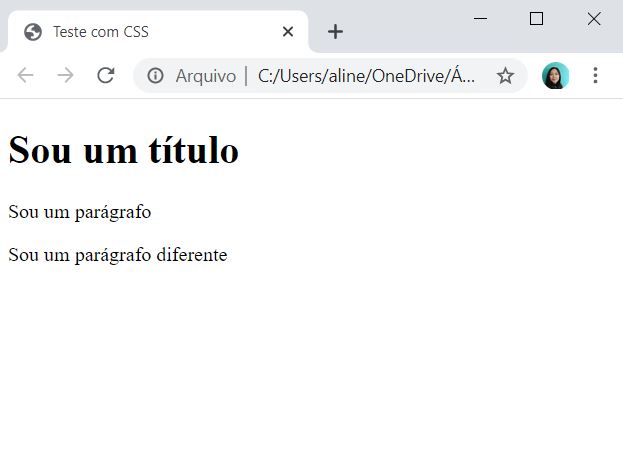 Teste com CSS
Arquivo | C:/Users/aline/OneDrive/Á...
Sou um título
Sou um parágrafo
Sou um parágrafo diferente